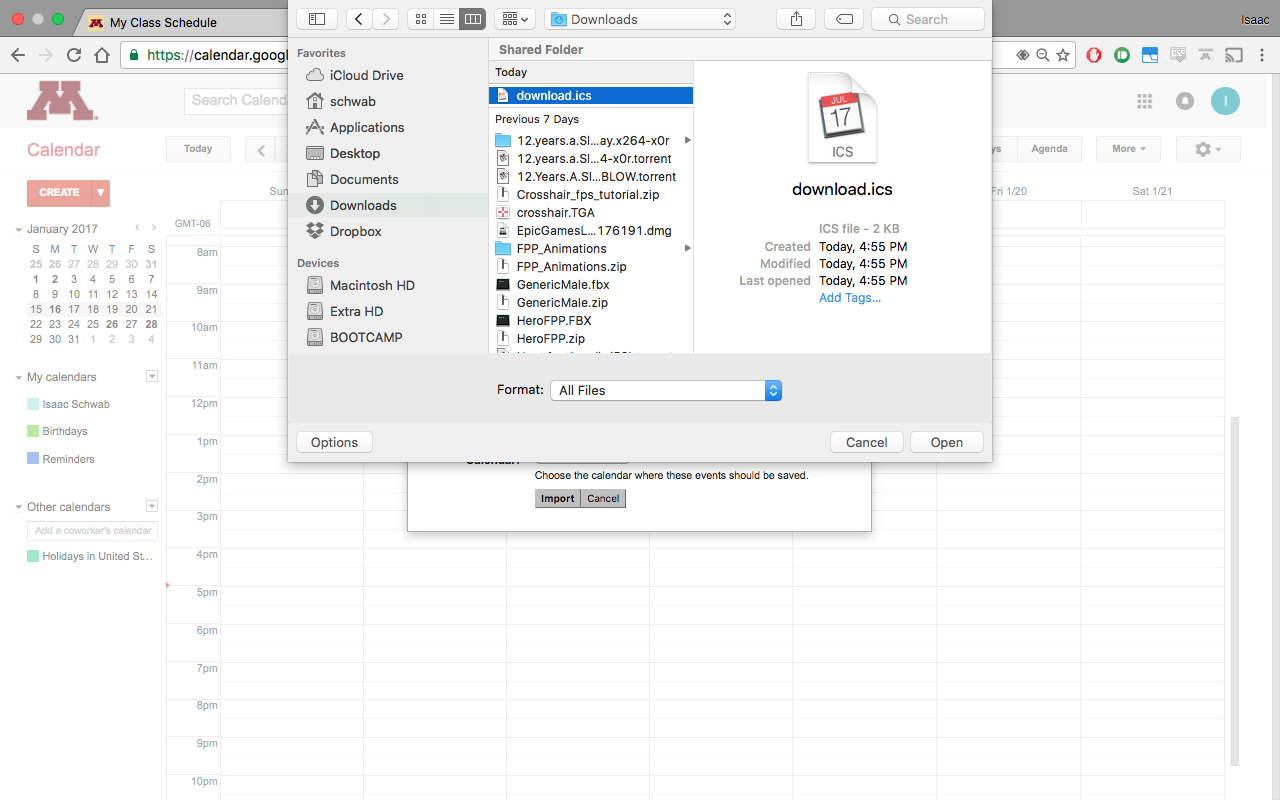 My Class Schedule
Isaac
Downloads
Search
https://calendar.goog
Search Calenda
Favorites
iCloud Drive
schwab
Applications
Desktop
Documents
Downloads
Dropbox
Devices
Macintosh HD
Extra HD
BOOTCAMP
Shared Folder
Today
download.ics
Previous 7 Days
12.years.a.Sl...ay.x264-x0r
12.years.a.Sl...4-x0r.torrent
12.Years.A.Sl...BLOW.torrent
Crosshair_fps_tutorial.zip
crosshair.TGA
EpicGamesL...176191.dmg
FPP_Animations
FPP_Animations.zip
GenericMale.fbx
GenericMale.zip
HeroFPP.FBX
HeroFPP.zip
JUL
17
ICS
download.ics
ICS file - 2 KB
Created Today, 4:55 PM
Modified Today, 4:55 PM
Last opened Today, 4:55 PM
Add Tags...
Format: All Files
Options
Cancel
Open
Choose the calendar where these events should be saved.
Import Cancel
I
Calendar
Today
ys
Agenda
More
CREATE
Sun
Fri 1/20
Sat 1/21
GMT-06
January 2017
S M T W T F S
25 26 27 28 29 30 31
1 2 3 4 5 6 7
8 9 10 11 12 13 14
15 16 17 18 19 20 21
22 23 24 25 26 27 28
29 30 31 1 2 3 4
My calendars
Isaac Schwab
Birthdays
Reminders
Other calendars
Add a coworker's calendar
Holidays in United St...
8am
9am
10am
11am
12pm
1pm
2pm
3pm
4pm
5pm
6pm
7pm
8pm
9pm
10pm